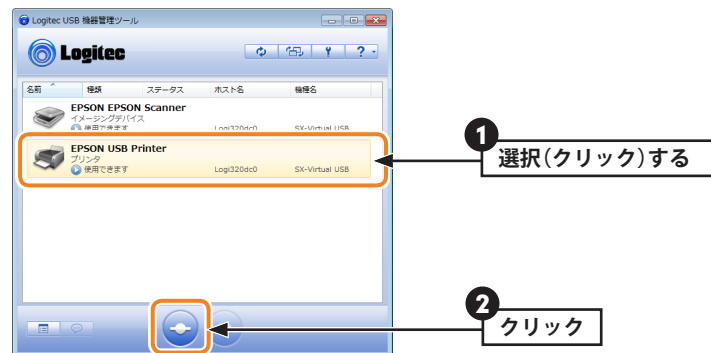 Logitec USB 機器管理ツール
Logitec
?
名前 種類 ステータス ホスト名 機種名
EPSON EPSON Scanner
イメージングデバイス
使用できます Logi320dc0 SX-Virtual USB
EPSON USB Printer
プリンタ
使用できます Logi320dc0 SX-Virtual USB
1
選択（クリック）する
2
クリック